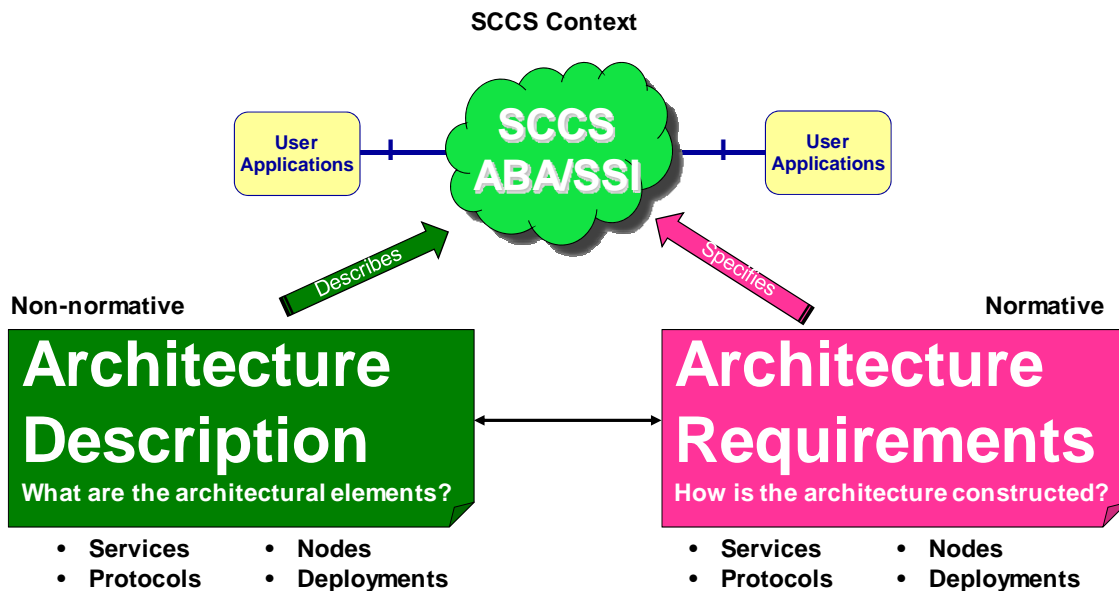 SCCS Context
SCCS
ABA/SSI
User
Applications
User
Applications
Describes
Specifies
Non-normative
Normative
Architecture
Description
What are the architectural elements?
Architecture
Requirements
How is the architecture constructed?
• Services
• Protocols
• Nodes
• Deployments
• Services
• Protocols
• Nodes
• Deployments